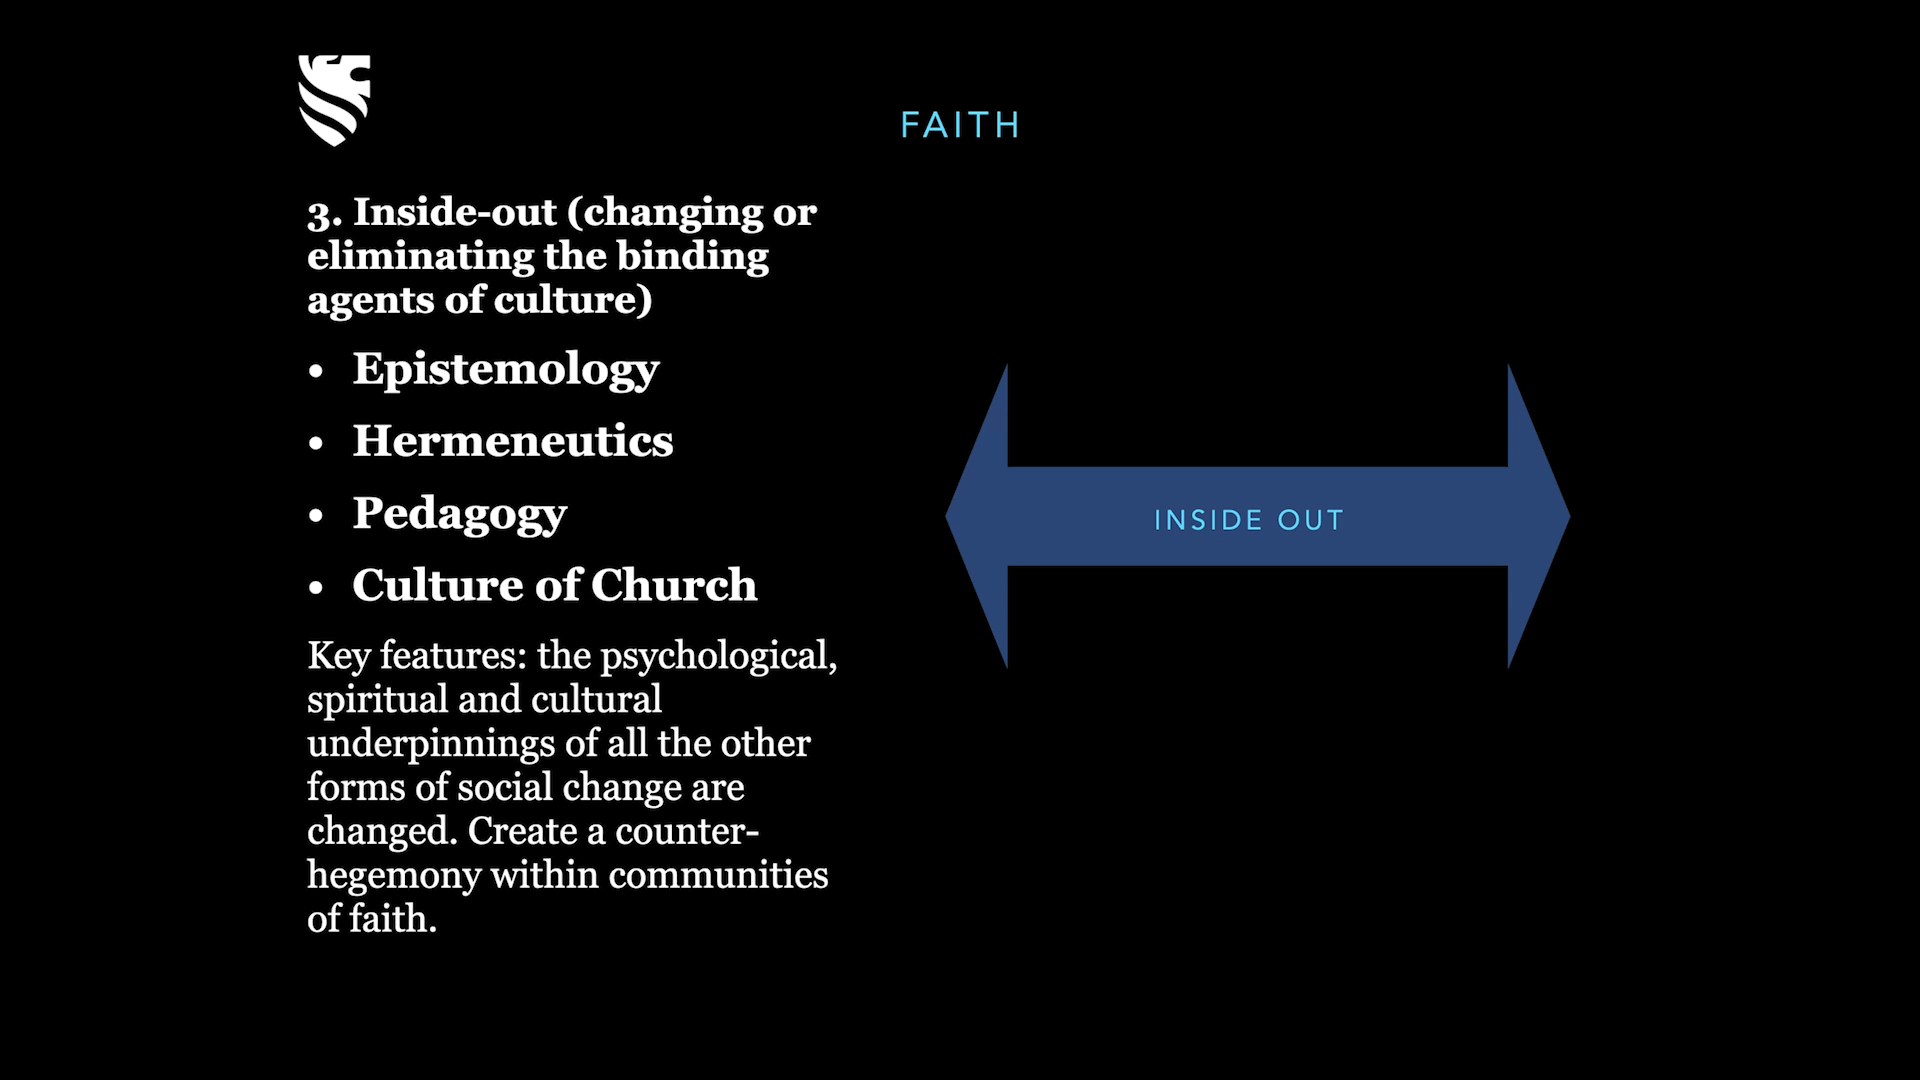 FAITH
3. Inside-out (changing or
eliminating the binding
agents of culture)
• Epistemology
• Hermeneutics
• Pedagogy
• Culture of Church
Key features: the psychological,
spiritual and cultural
underpinnings of all the other
forms of social change are
changed. Create a counter-
hegemony within communities
of faith.
INSIDE OUT